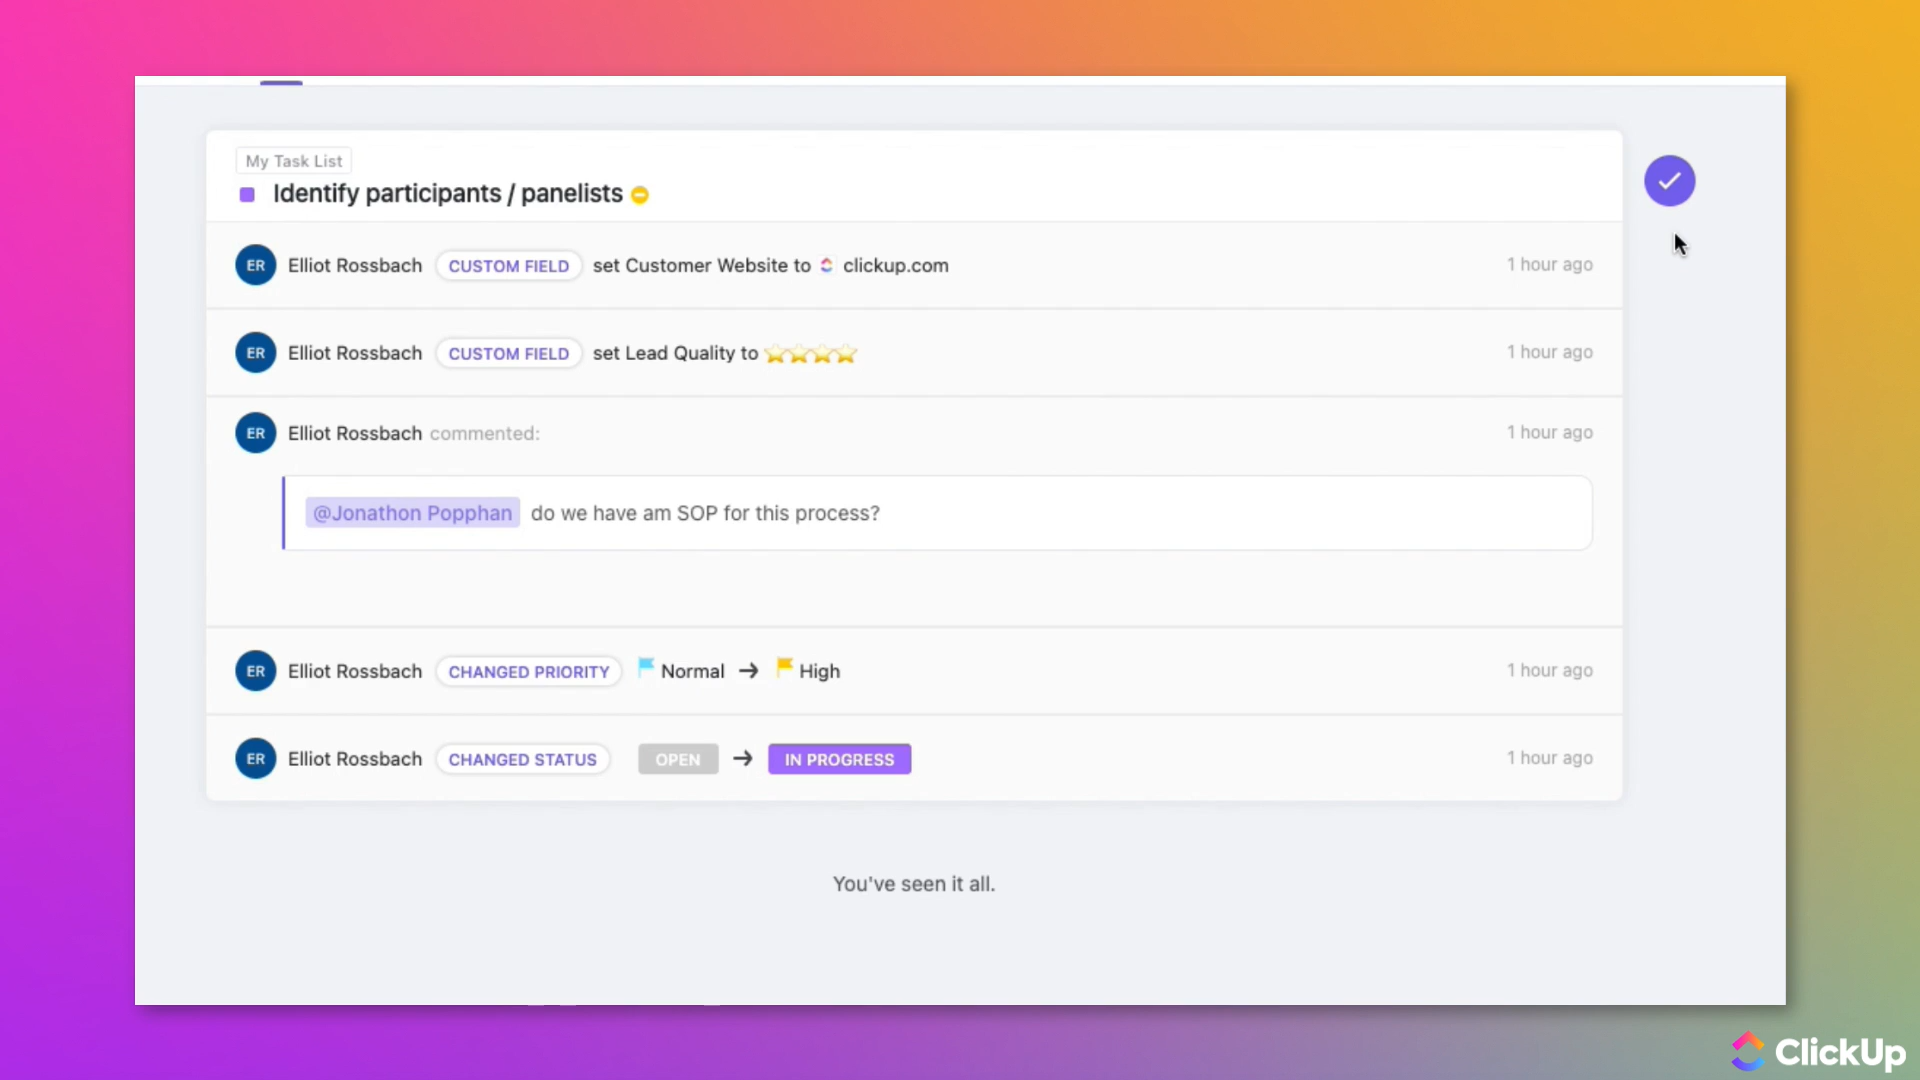 My Task List
Identify participants / panelists
ER Elliot Rossbach CUSTOM FIELD set Customer Website to clickup.com 1 hour ago
ER Elliot Rossbach CUSTOM FIELD set Lead Quality to 1 hour ago
ER Elliot Rossbach commented: 1 hour ago
@Jonathon Popphan do we have am SOP for this process?
ER Elliot Rossbach CHANGED PRIORITY Normal → High 1 hour ago
ER Elliot Rossbach CHANGED STATUS OPEN → IN PROGRESS 1 hour ago
You've seen it all.
ClickUp